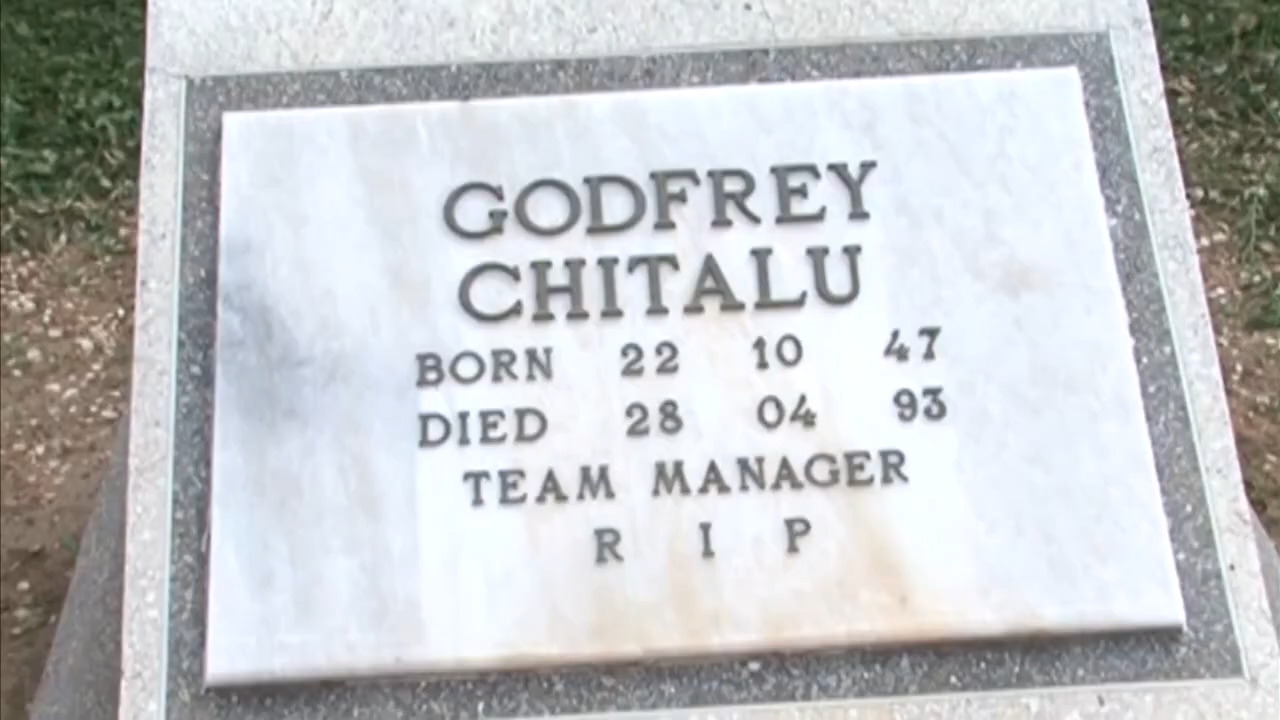 GODFREY
CHITALU
BORN 22 10 47
DIED 28 04 93
TEAM MANAGER
R I P